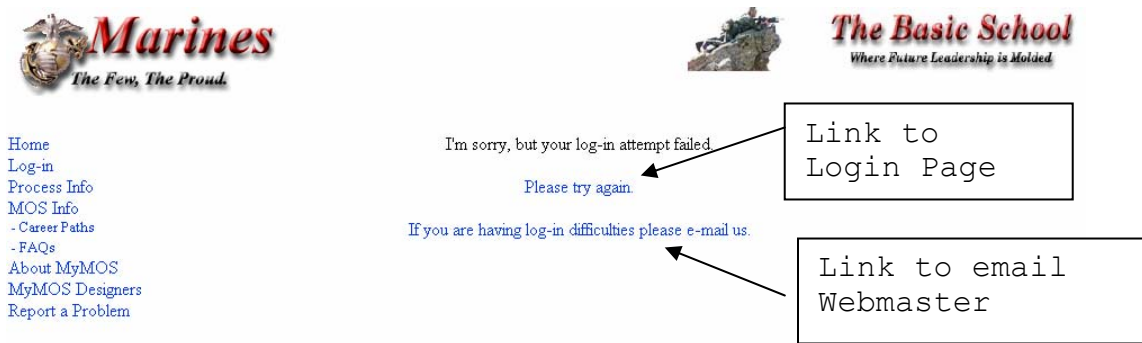 Marines
The Few, The Proud.
The Basic School
Where Future Leadership is Molded
Home
Log-in
Process Info
MOS Info
- Career Paths
- FAQs
About MyMOS
MyMOS Designers
Report a Problem
I'm sorry, but your log-in attempt failed.
Please try again.
If you are having log-in difficulties please e-mail us.
Link to
Login Page
Link to email
Webmaster